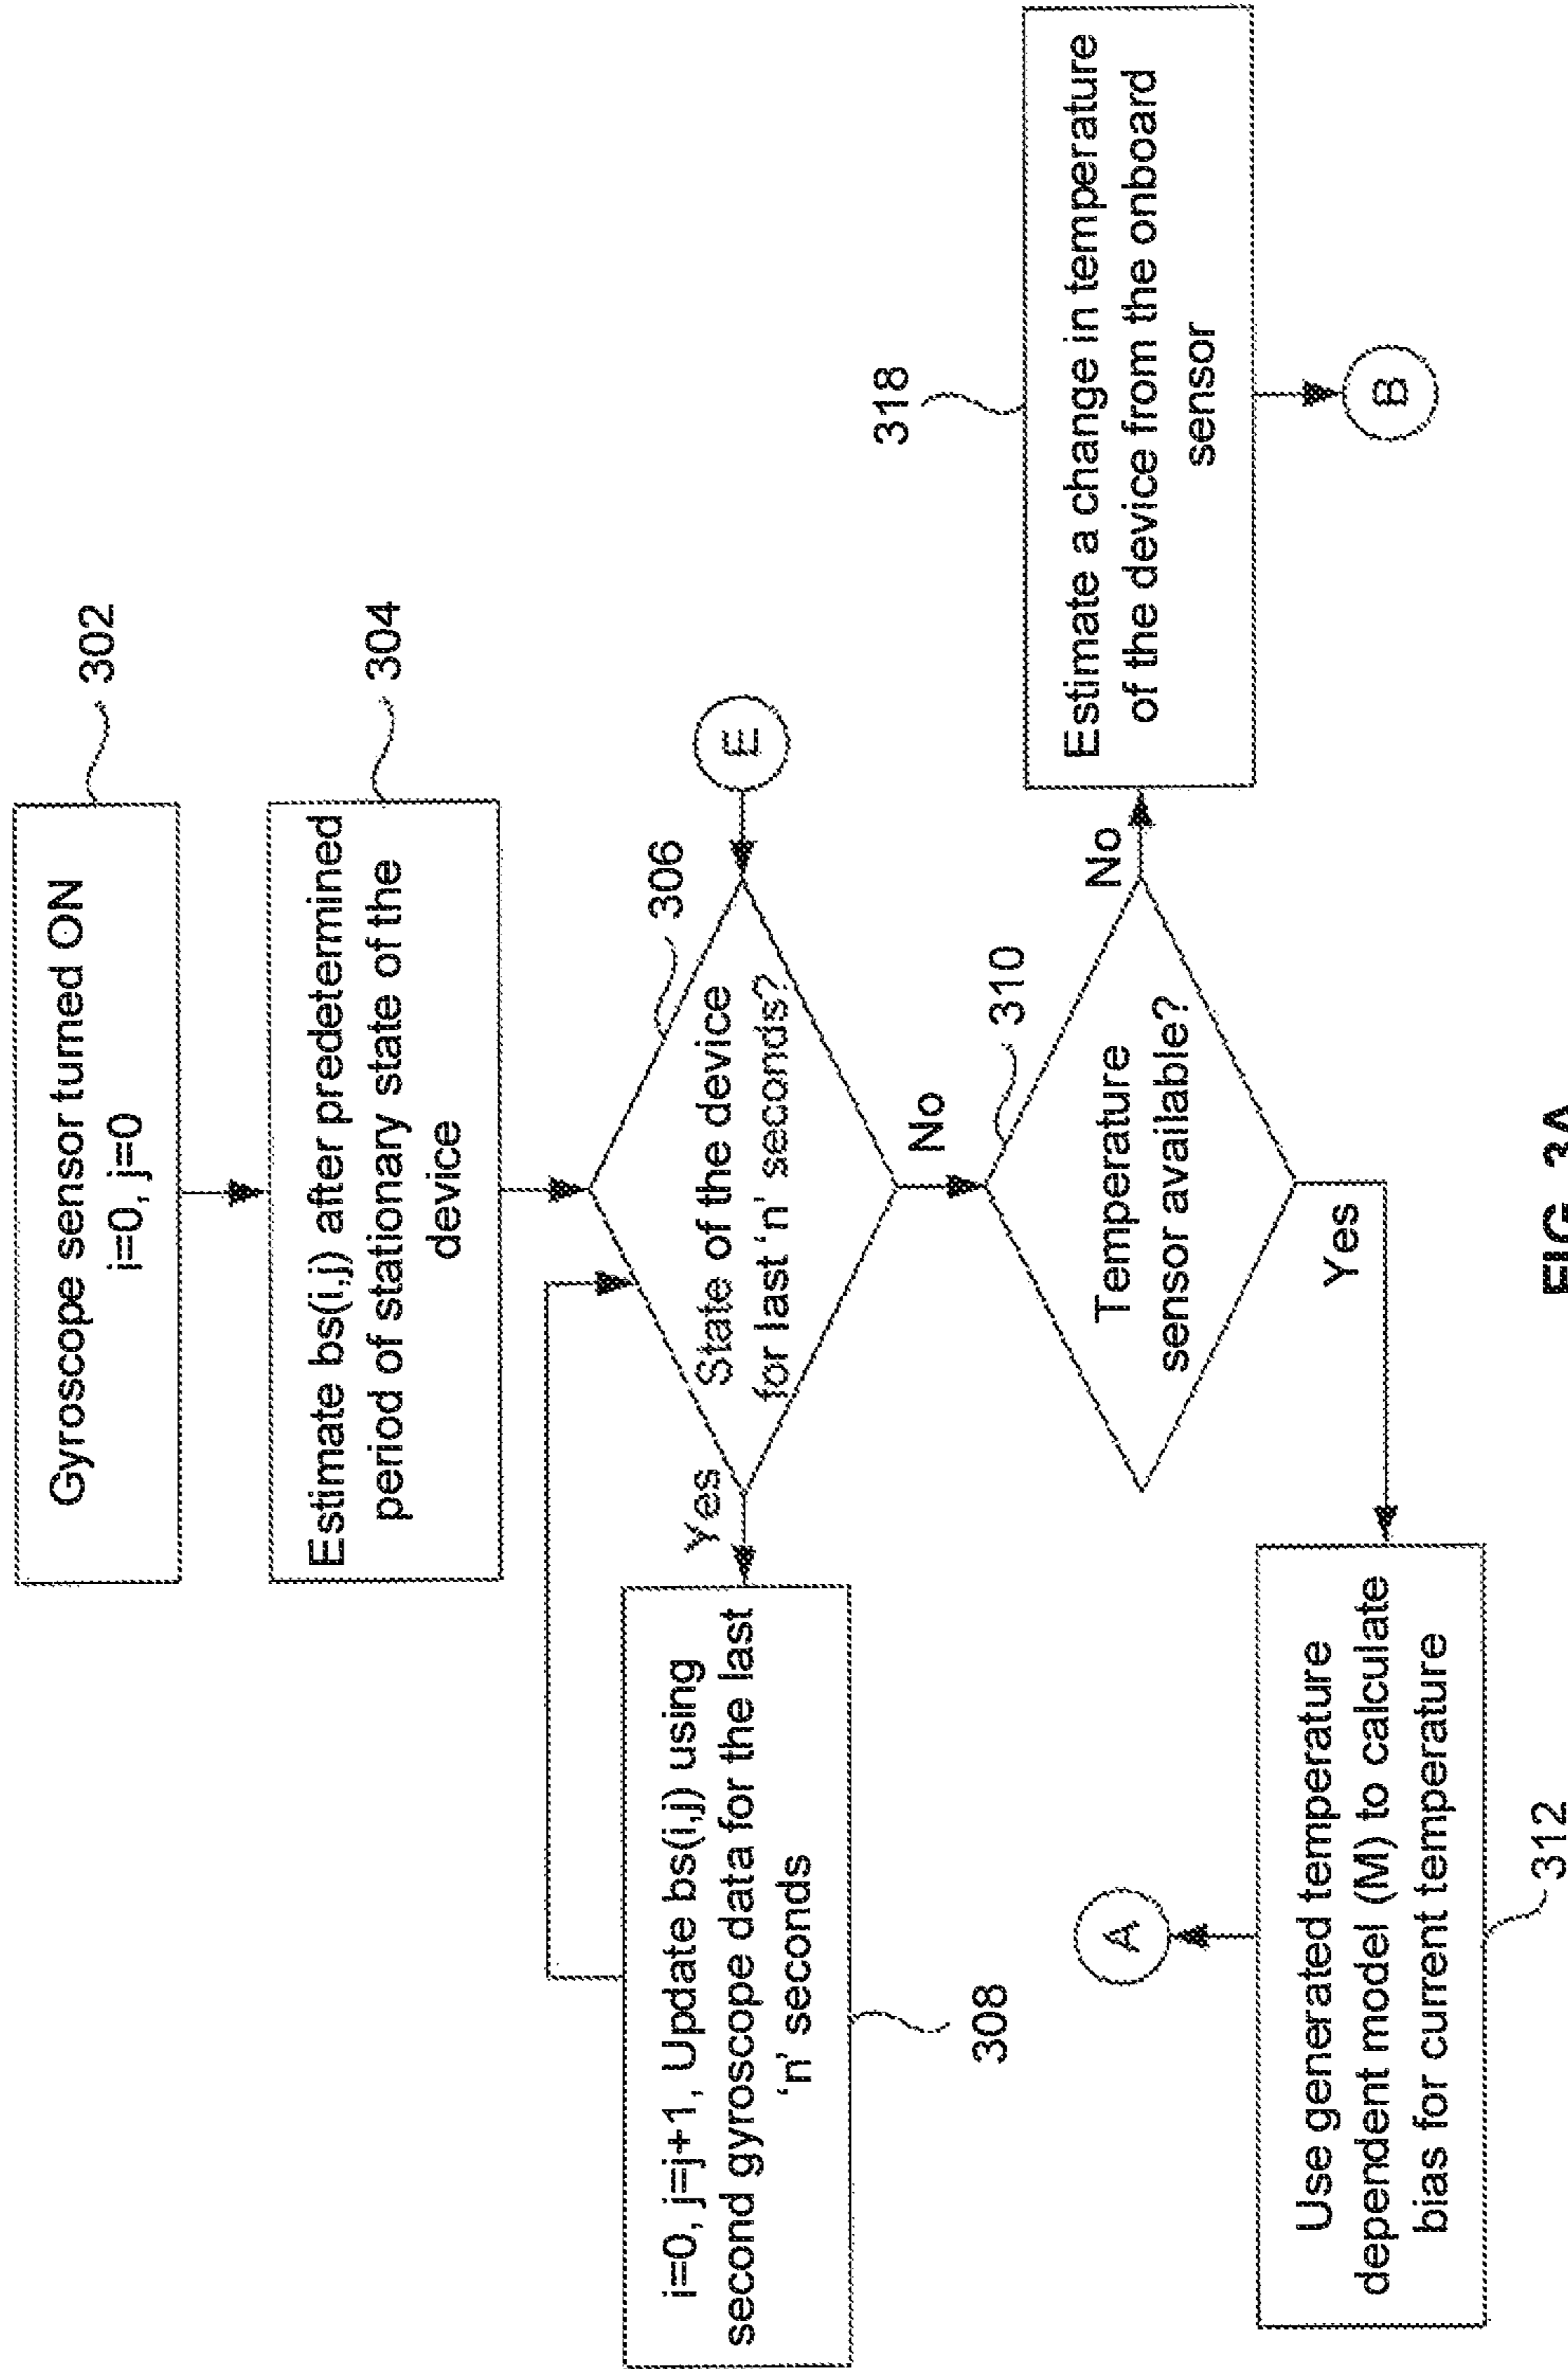 Gyroscope sensor turned ON
i=0, j=0
302
Estimate bs(i,j) after predetermined
period of stationary state of the
device
304
State of the device
for last 'n' seconds?
306
E
Yes
No
i=0, j=j+1, Update bs(i,j) using
second gyroscope data for the last
'n' seconds
308
Temperature
sensor available?
310
No
Yes
Estimate a change in temperature
of the device from the onboard
sensor
318
B
Use generated temperature
dependent model (M) to calculate
bias for current temperature
312
A
FIG. 3A